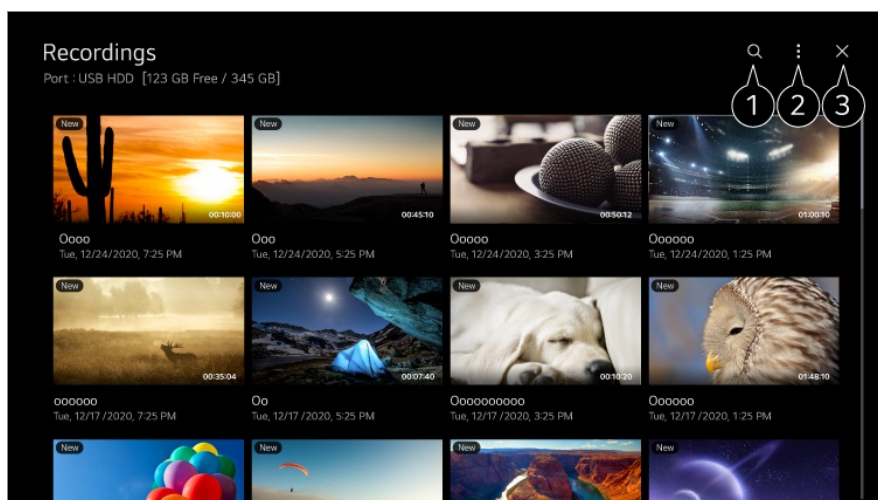 Recordings
Port : USB HDD [123 GB Free / 345 GB]
1 2 3
New New New New
00:10:00 00:45:10 00:50:12 01:00:10
Oooo Ooo Ooooo Oooooo
Tue, 12/24/2020, 7:25 PM Tue, 12/24/2020, 5:25 PM Tue, 12/24/2020, 3:25 PM Tue, 12/24/2020, 1:25 PM
New New New New
00:35:04 00:07:40 00:10:20 01:48:10
oooooo Oo Oooooooooo Oooooo
Tue, 12/17/2020, 7:25 PM Tue, 12/17/2020, 5:25 PM Tue, 12/17/2020, 3:25 PM Tue, 12/17/2020, 1:25 PM
New New New New